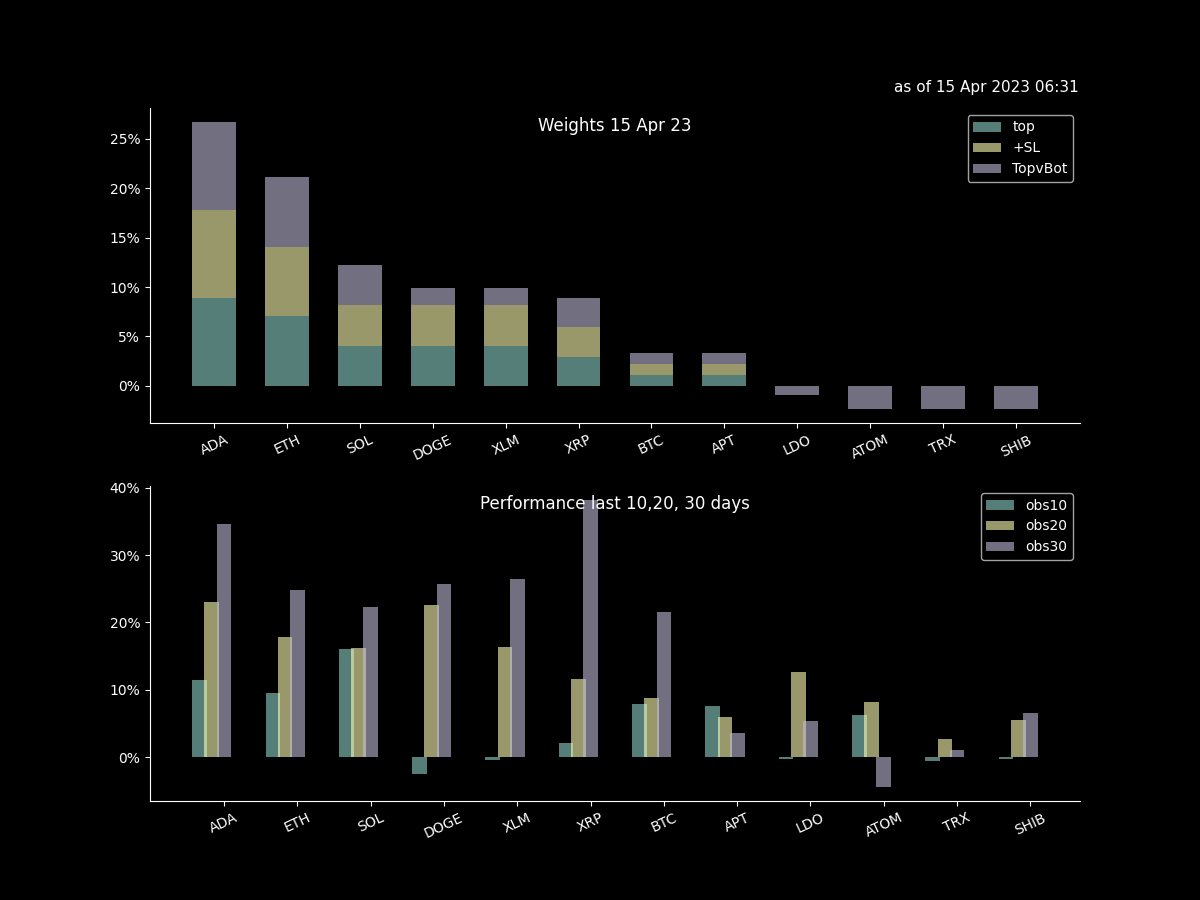 as of 15 Apr 2023 06:31
Weights 15 Apr 23
top
+SL
TopvBot
25%
20%
15%
10%
5%
0%
ADA ETH SOL DOGE XLM XRP BTC APT LDO ATOM TRX SHIB
Performance last 10,20, 30 days
obs10
obs20
obs30
40%
30%
20%
10%
0%
ADA ETH SOL DOGE XLM XRP BTC APT LDO ATOM TRX SHIB